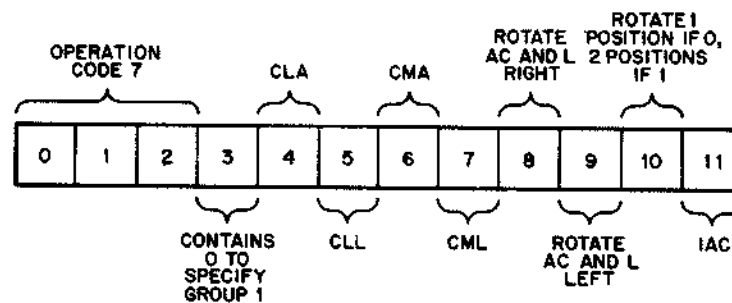 OPERATION
CODE 7
CLA
CMA
ROTATE
AC AND L
RIGHT
ROTATE 1
POSITION IF 0,
2 POSITIONS
IF 1
0 1 2 3 4 5 6 7 8 9 10 11
CONTAINS
0 TO
SPECIFY
GROUP 1
CLL
CML
ROTATE
AC AND L
LEFT
IAC